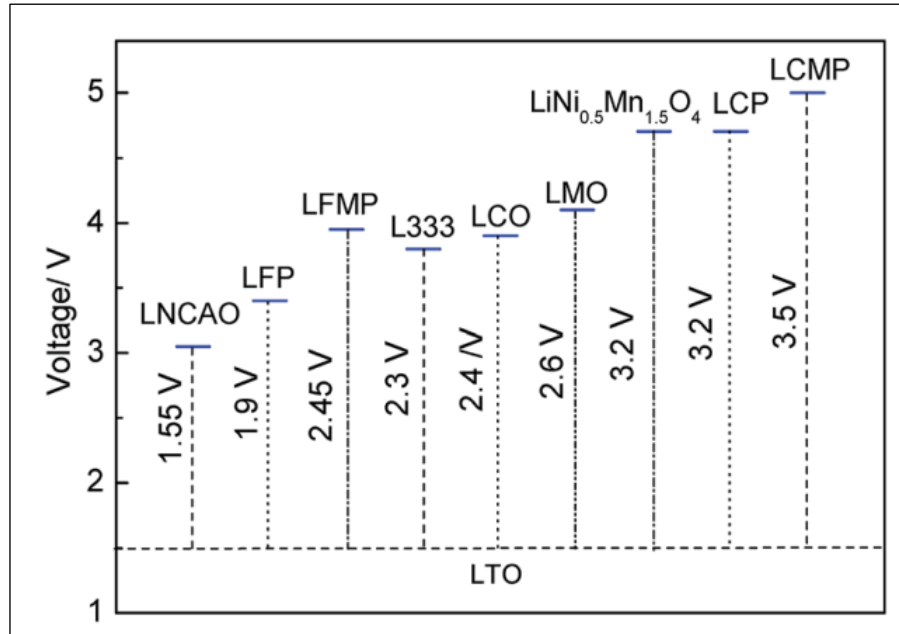 Voltage/ V
5
4
3
2
1
LNCAO
1.55 V
LFP
1.9 V
LFMP
2.45 V
L333
2.3 V
LCO
2.4 /V
LMO
2.6 V
LiNi₀.₅Mn₁.₅O₄
3.2 V
LCP
3.2 V
LCMP
3.5 V
LTO